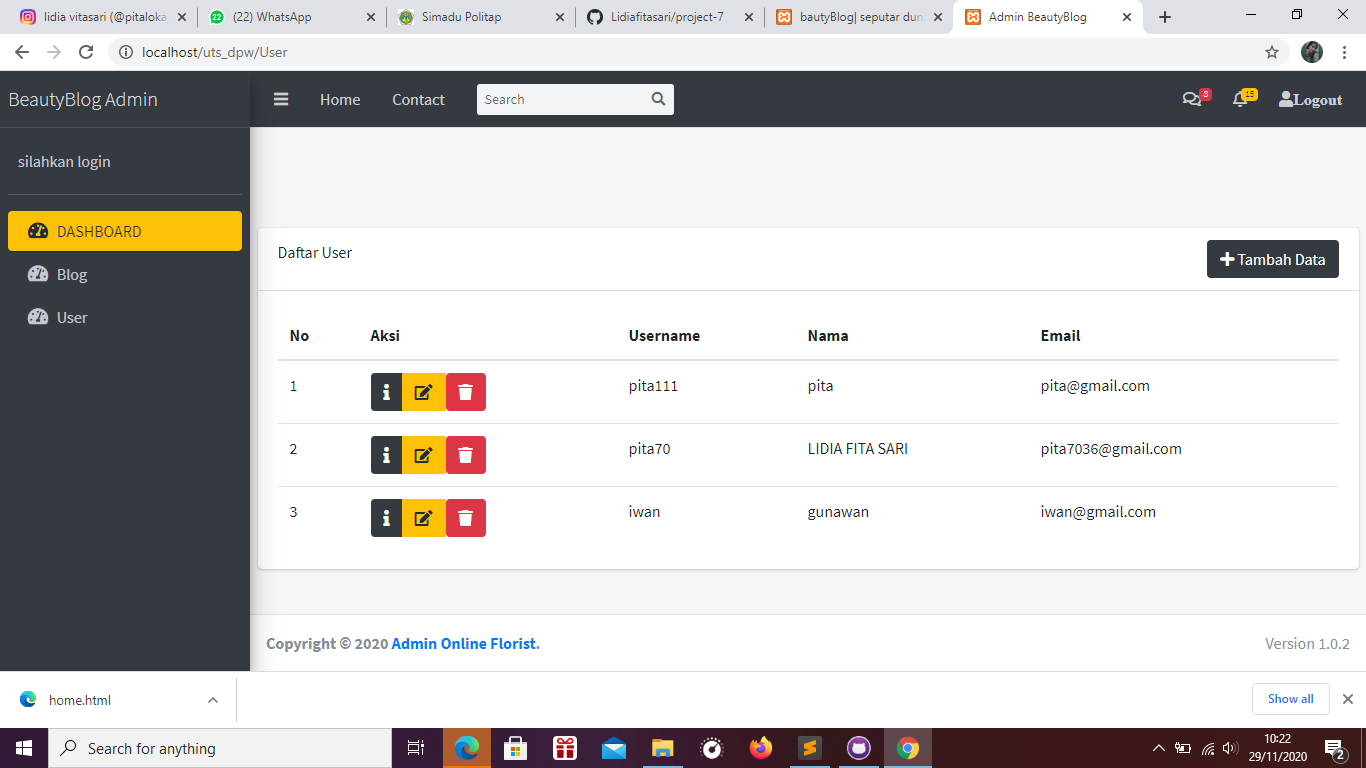 lidia vitasari (@pitaloka
(22) WhatsApp
Simadu Politap
Lidiafitasari/project-7
bautyBlog| seputar dun
Admin BeautyBlog
localhost/uts_dpw/User
BeautyBlog Admin
Home
Contact
Search
3
15
Logout
silahkan login
DASHBOARD
Blog
User
Daftar User
Tambah Data
No Aksi Username Nama Email
1 pita111 pita pita@gmail.com
2 pita70 LIDIA FITA SARI pita7036@gmail.com
3 iwan gunawan iwan@gmail.com
Copyright © 2020 Admin Online Florist.
Version 1.0.2
home.html
Show all
Search for anything
10:22
29/11/2020
2